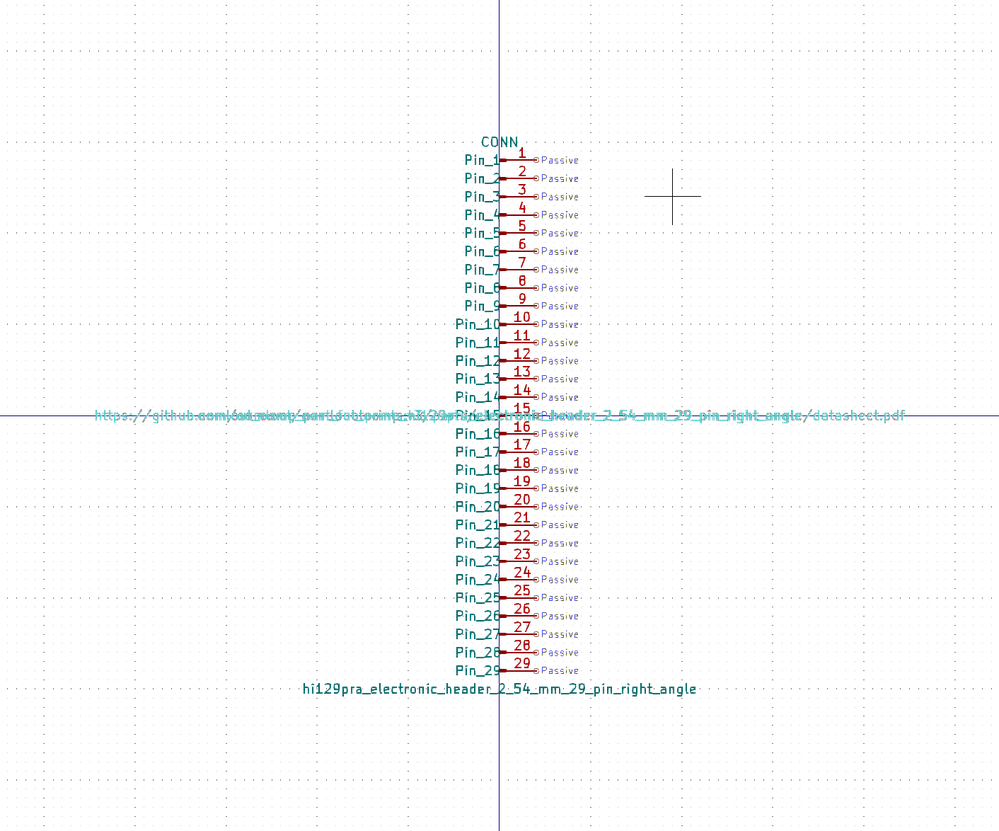 CONN
Pin_1 1 Passive
Pin_2 2 Passive
Pin_3 3 Passive
Pin_4 4 Passive
Pin_5 5 Passive
Pin_6 6 Passive
Pin_7 7 Passive
Pin_8 8 Passive
Pin_9 9 Passive
Pin_10 10 Passive
Pin_11 11 Passive
Pin_12 12 Passive
Pin_13 13 Passive
Pin_14 14 Passive
15
Pin_16 16 Passive
Pin_17 17 Passive
Pin_18 18 Passive
Pin_19 19 Passive
Pin_20 20 Passive
Pin_21 21 Passive
Pin_22 22 Passive
Pin_23 23 Passive
Pin_24 24 Passive
Pin_25 25 Passive
Pin_26 26 Passive
Pin_27 27 Passive
Pin_28 28 Passive
Pin_29 29 Passive
hi129pra_electronic_header_2_54_mm_29_pin_right_angle